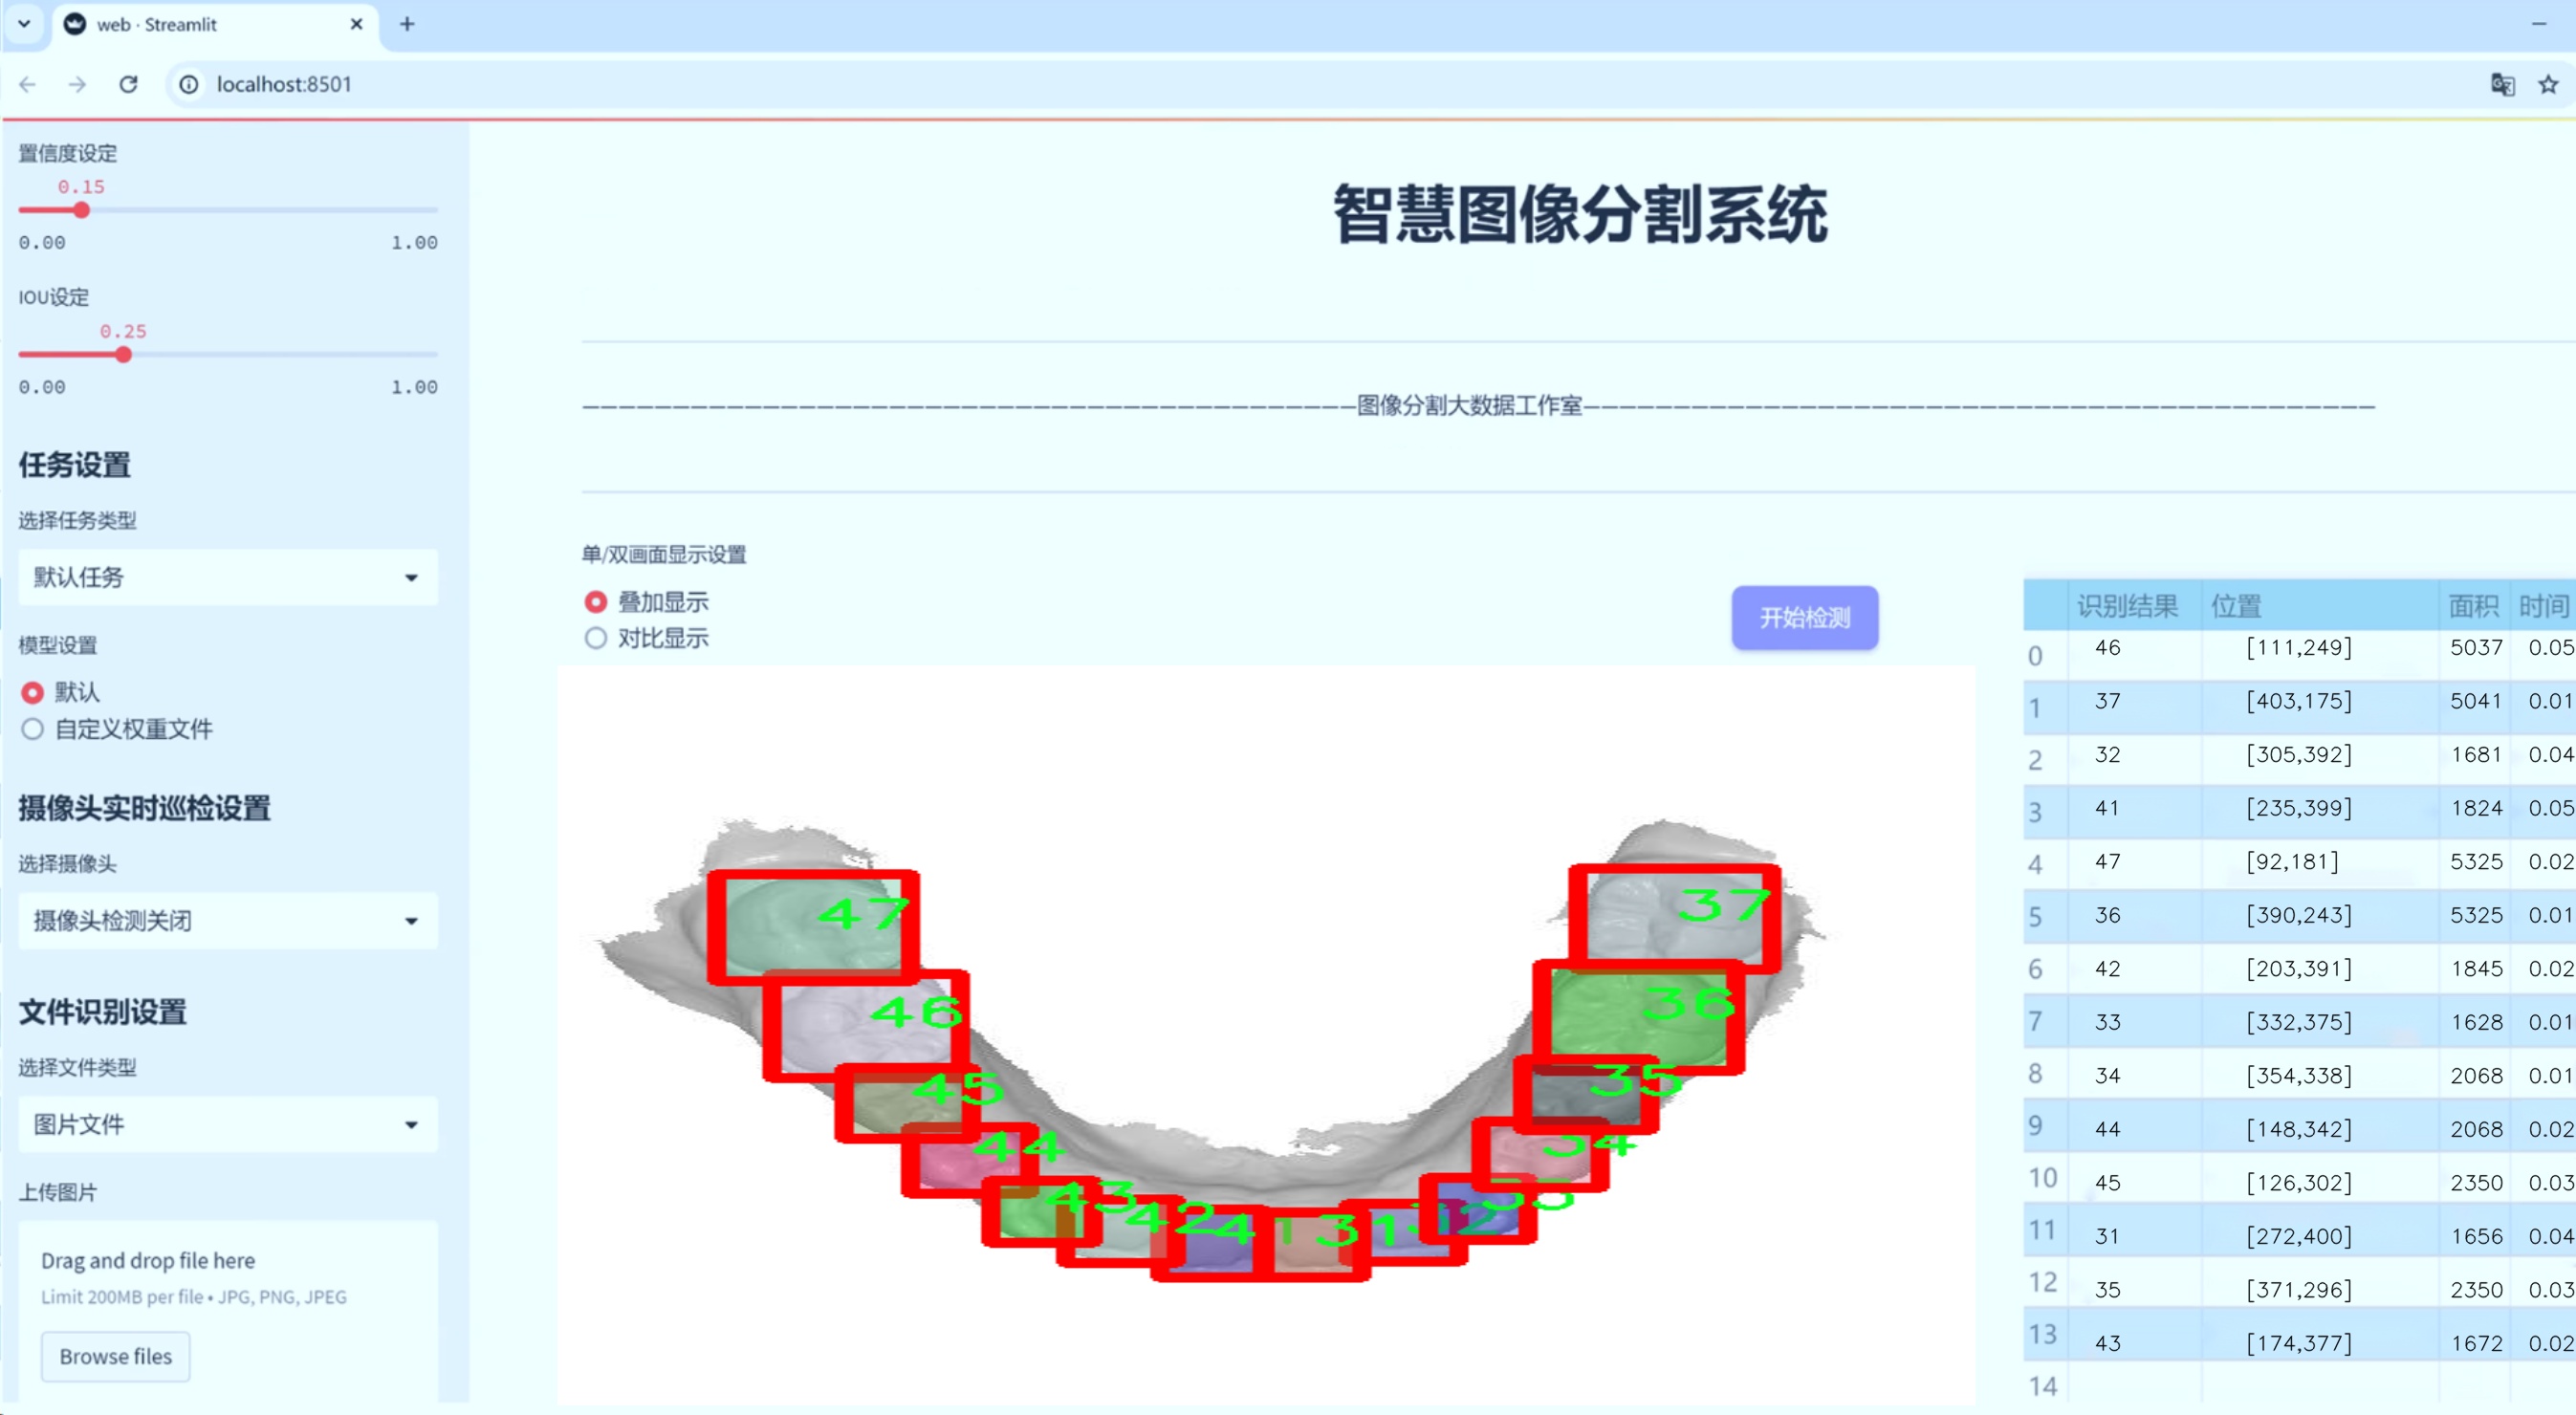 web · Streamlit
localhost:8501
置信度设定
0.15
0.00 1.00
IOU设定
0.25
0.00 1.00
任务设置
选择任务类型
默认任务
模型设置
默认
自定义权重文件
摄像头实时巡检设置
选择摄像头
摄像头检测关闭
文件识别设置
选择文件类型
图片文件
上传图片
Drag and drop file here
Limit 200MB per file • JPG, PNG, JPEG
Browse files
智慧图像分割系统
图像分割大数据工作室
单/双画面显示设置
叠加显示
对比显示
开始检测
47
37
46
36
45
35
44
34
43
42
41
31
32
33
识别结果 位置 面积 时间
0 46 [111,249] 5037 0.05
1 37 [403,175] 5041 0.01
2 32 [305,392] 1681 0.04
3 41 [235,399] 1824 0.05
4 47 [92,181] 5325 0.02
5 36 [390,243] 5325 0.01
6 42 [203,391] 1845 0.02
7 33 [332,375] 1628 0.01
8 34 [354,338] 2068 0.01
9 44 [148,342] 2068 0.02
10 45 [126,302] 2350 0.03
11 31 [272,400] 1656 0.04
12 35 [371,296] 2350 0.03
13 43 [174,377] 1672 0.02
14